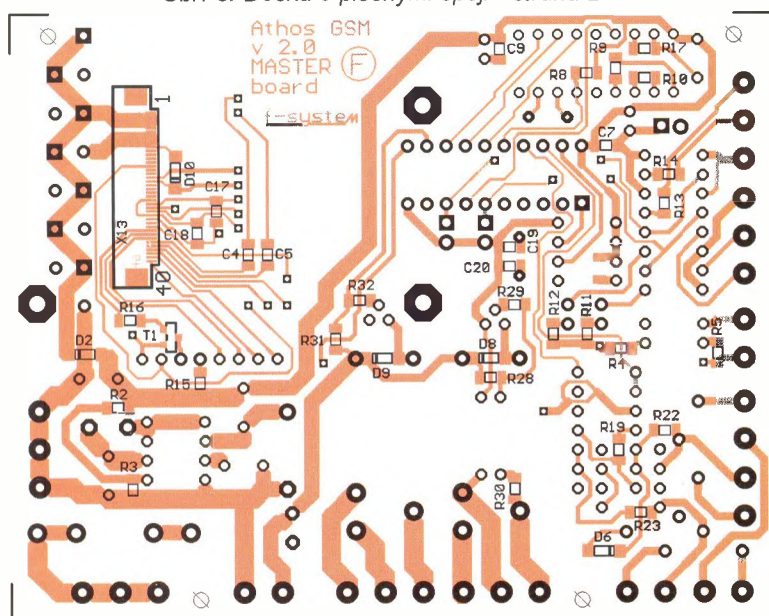 Athos GSM
v 2.0
MASTER F
board
f-system
C9
R9
R17
R8
R10
1
C7
D10
R14
C17
R13
X13
C18
C4
C5
C19
C20
40
R32
R29
R16
R12
R11
T1
R31
D2
D9
D8
R4
R15
R28
R2
R22
R19
R3
R30
R23
D6